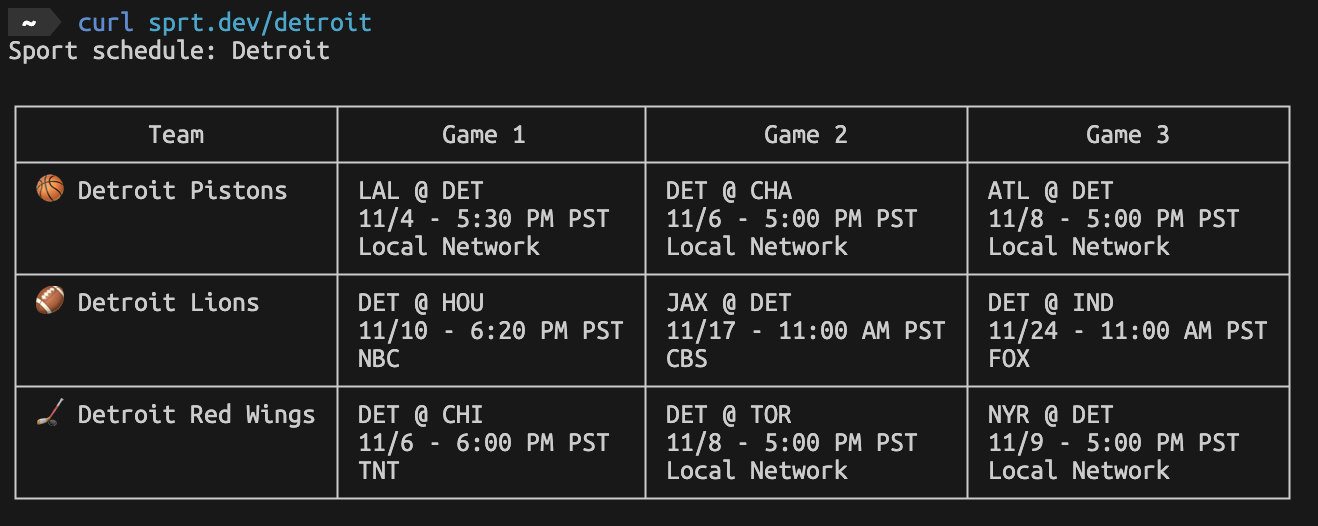 ~ curl sprt.dev/detroit
Sport schedule: Detroit
Team Game 1 Game 2 Game 3
🏀 Detroit Pistons LAL @ DET DET @ CHA ATL @ DET
11/4 - 5:30 PM PST 11/6 - 5:00 PM PST 11/8 - 5:00 PM PST
Local Network Local Network Local Network
🏈 Detroit Lions DET @ HOU JAX @ DET DET @ IND
11/10 - 6:20 PM PST 11/17 - 11:00 AM PST 11/24 - 11:00 AM PST
NBC CBS FOX
🏒 Detroit Red Wings DET @ CHI DET @ TOR NYR @ DET
11/6 - 6:00 PM PST 11/8 - 5:00 PM PST 11/9 - 5:00 PM PST
TNT Local Network Local Network